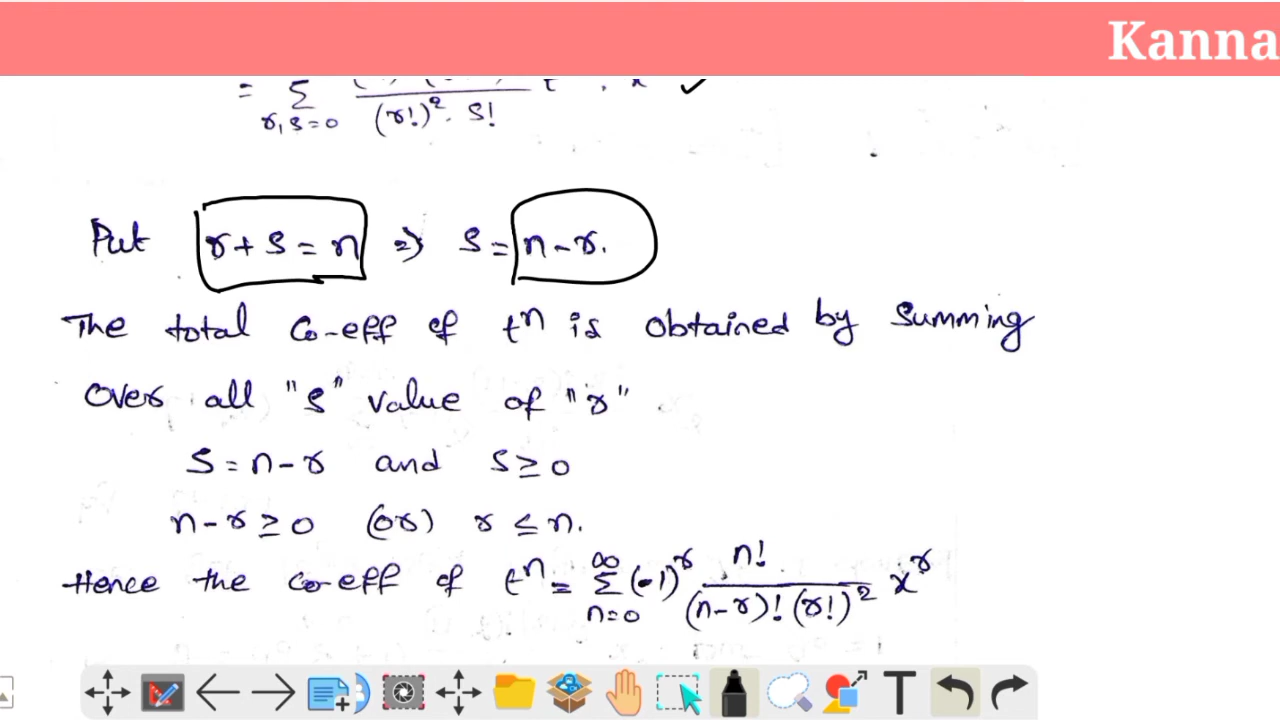 Kanna
= Σ
r, s=0 (r!)². s!
Put r + s = n ⇒ s = n - r.
The total Co-eff of tⁿ is obtained by Summing
Over all "s" value of "r"
S = n - r and s ≥ 0
n - r ≥ 0 (or) r ≤ n.
Hence the co-eff of tⁿ = ∞ Σ n=0 (-1)ʳ n! / (n-r)! (r!)² xʳ
T